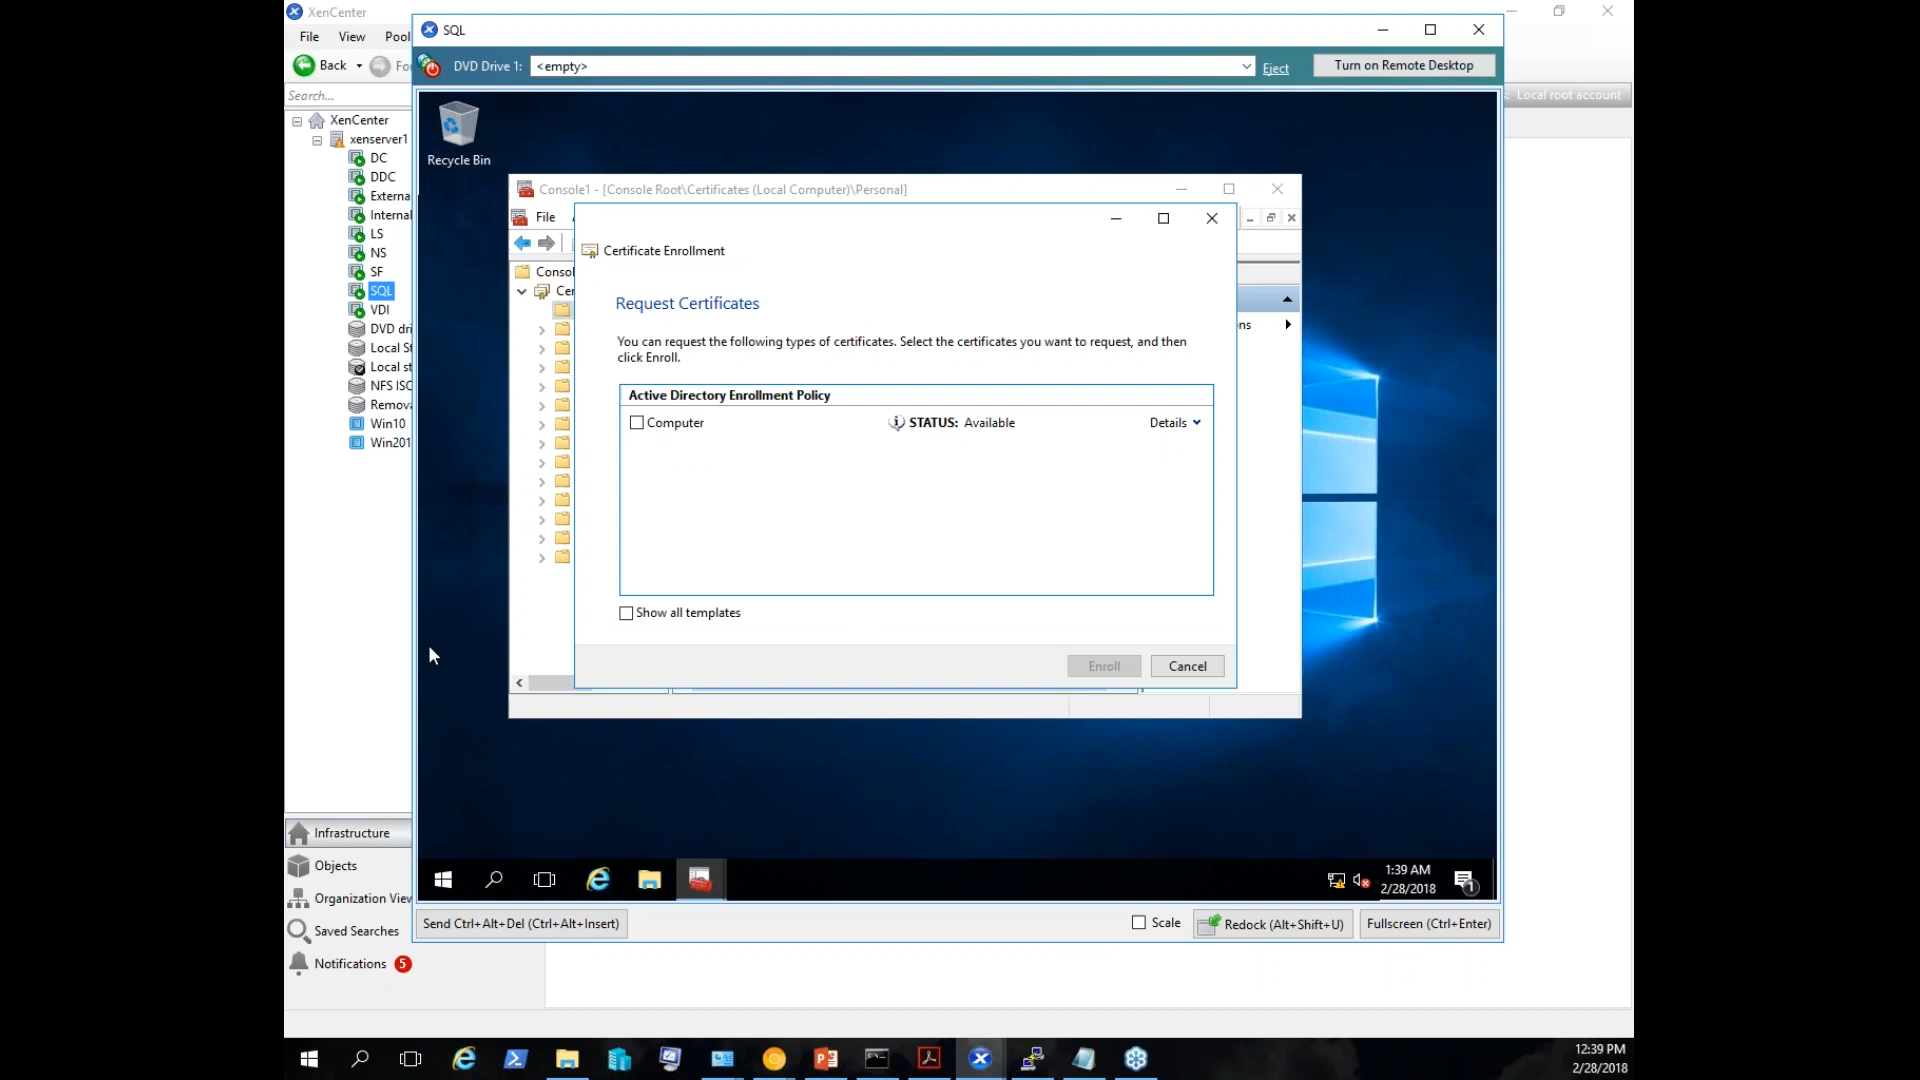 XenCenter
File View Pool
Back
Search...
XenCenter
xenserver1
DC
DDC
Externa
Internal
LS
NS
SF
SQL
VDI
DVD dri
Local St
Local st
NFS ISO
Remova
Win10
Win201
Infrastructure
Objects
Organization View
Saved Searches
Notifications 5
SQL
DVD Drive 1: <empty> Eject Turn on Remote Desktop
Local root account
Recycle Bin
Console1 - [Console Root\Certificates (Local Computer)\Personal]
File
Consol
Cer
ns
Certificate Enrollment
Request Certificates
You can request the following types of certificates. Select the certificates you want to request, and then
click Enroll.
Active Directory Enrollment Policy
Computer STATUS: Available Details
Show all templates
Enroll Cancel
1:39 AM
2/28/2018
1
Send Ctrl+Alt+Del (Ctrl+Alt+Insert) Scale Redock (Alt+Shift+U) Fullscreen (Ctrl+Enter)
12:39 PM
2/28/2018